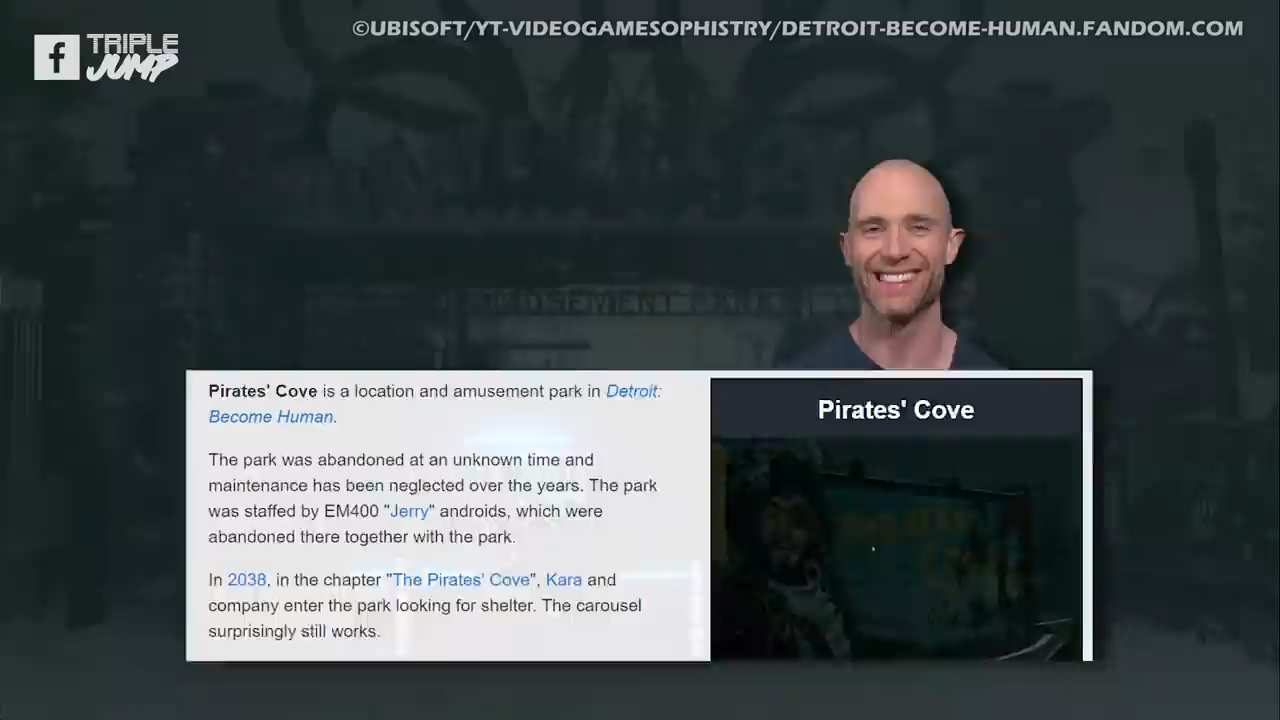 ©UBISOFT/YT-VIDEOGAMESOPHISTRY/DETROIT-BECOME-HUMAN.FANDOM.COM
f TRIPLE
JUMP
AMUSEMENT PARK
Pirates' Cove is a location and amusement park in Detroit:
Become Human.
The park was abandoned at an unknown time and
maintenance has been neglected over the years. The park
was staffed by EM400 "Jerry" androids, which were
abandoned there together with the park.
In 2038, in the chapter "The Pirates' Cove", Kara and
company enter the park looking for shelter. The carousel
surprisingly still works.
Pirates' Cove